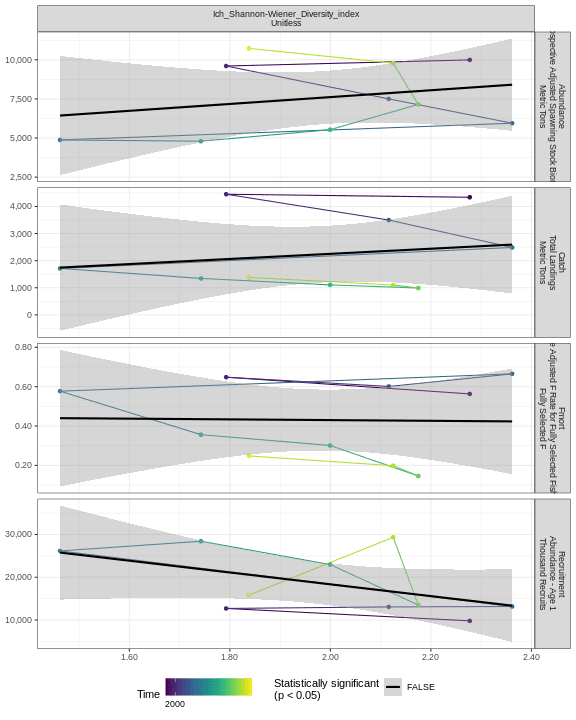 Ich_Shannon-Wiener_Diversity_index
Unitless
10,000
7,500
5,000
2,500
Abundance
Adjusted Spawning Stock
Metric Tons
4,000
3,000
2,000
1,000
0
Catch
Total Landings
Metric Tons
0.80
0.60
0.40
0.20
Fmort
Adjusted F Rate for Fully Selected
Fully Selected F
30,000
20,000
10,000
Recruitment
Abundance - Age 1
Thousand Recruits
1.60
1.80
2.00
2.20
2.40
Time
2000
Statistically significant
(p < 0.05)
FALSE